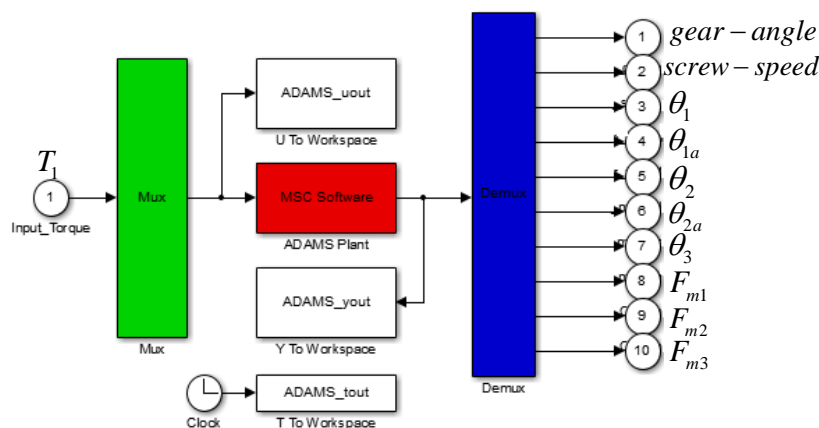 T₁
1
Input_Torque
Mux
Mux
ADAMS_uout
U To Workspace
MSC Software
ADAMS Plant
ADAMS_yout
Y To Workspace
Clock
ADAMS_tout
T To Workspace
Demux
Demux
1 gear – angle
2 screw – speed
3 θ₁
4 θ₁ₐ
5 θ₂
6 θ₂ₐ
7 θ₃
8 Fₘ₁
9 Fₘ₂
10 Fₘ₃